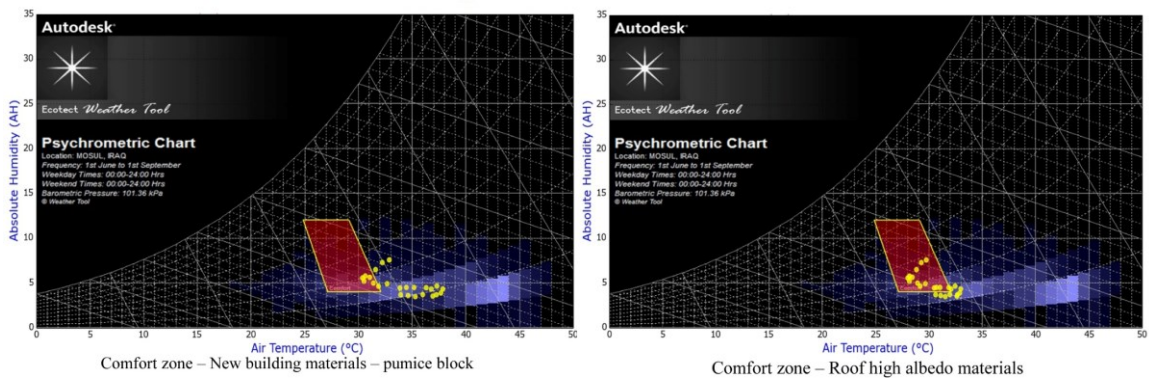 Autodesk
Ecotect Weather Tool
Psychrometric Chart
Location: MOSUL, IRAQ
Frequency: 1st June to 1st September
Weekday Times: 00:00-24:00 Hrs
Weekend Times: 00:00-24:00 Hrs
Barometric Pressure: 101.36 kPa
© Weather Tool
Absolute Humidity (AH)
35
30
25
20
15
10
5
0
0 5 10 15 20 25 30 35 40 45 50
Air Temperature (°C)
Comfort zone – New building materials – pumice block
Autodesk
Ecotect Weather Tool
Psychrometric Chart
Location: MOSUL, IRAQ
Frequency: 1st June to 1st September
Weekday Times: 00:00-24:00 Hrs
Weekend Times: 00:00-24:00 Hrs
Barometric Pressure: 101.36 kPa
© Weather Tool
Absolute Humidity (AH)
35
30
25
20
15
10
5
0
0 5 10 15 20 25 30 35 40 45 50
Air Temperature (°C)
Comfort zone – Roof high albedo materials